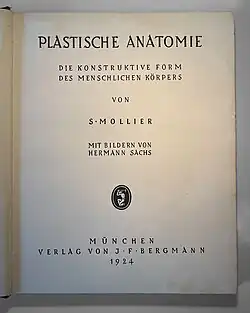 PLASTISCHE ANATOMIE
DIE KONSTRUKTIVE FORM
DES MENSCHLICHEN KÖRPERS
VON
S·MOLLIER
MIT BILDERN VON
HERMANN SACHS
MÜNCHEN
VERLAG VON J·F·BERGMANN
1924